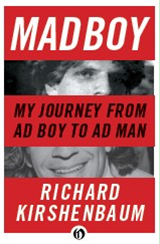 MADBOY
MY JOURNEY FROM
AD BOY TO AD MAN
RICHARD
KIRSHENBAUM